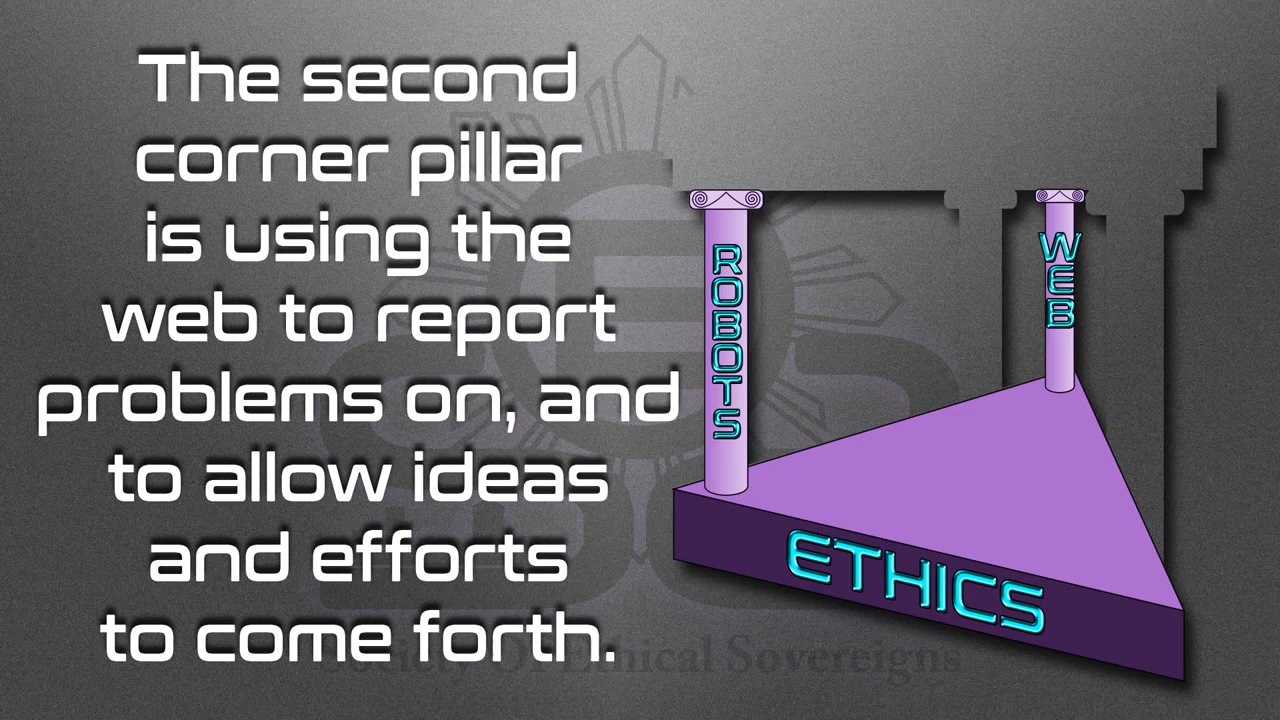 The second
corner pillar
is using the
web to report
problems on, and
to allow ideas
and efforts
to come forth.
ROBOTS
WEB
ETHICS
Ethical Sovereigns